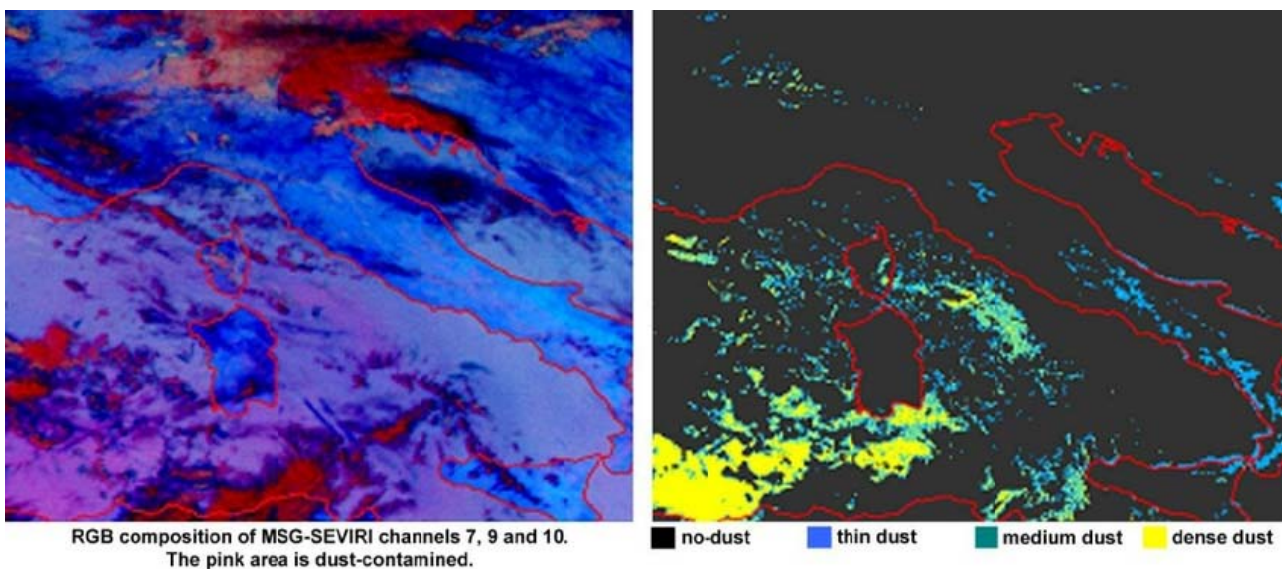 RGB composition of MSG-SEVIRI channels 7, 9 and 10.
The pink area is dust-contamined.
no-dust thin dust medium dust dense dust